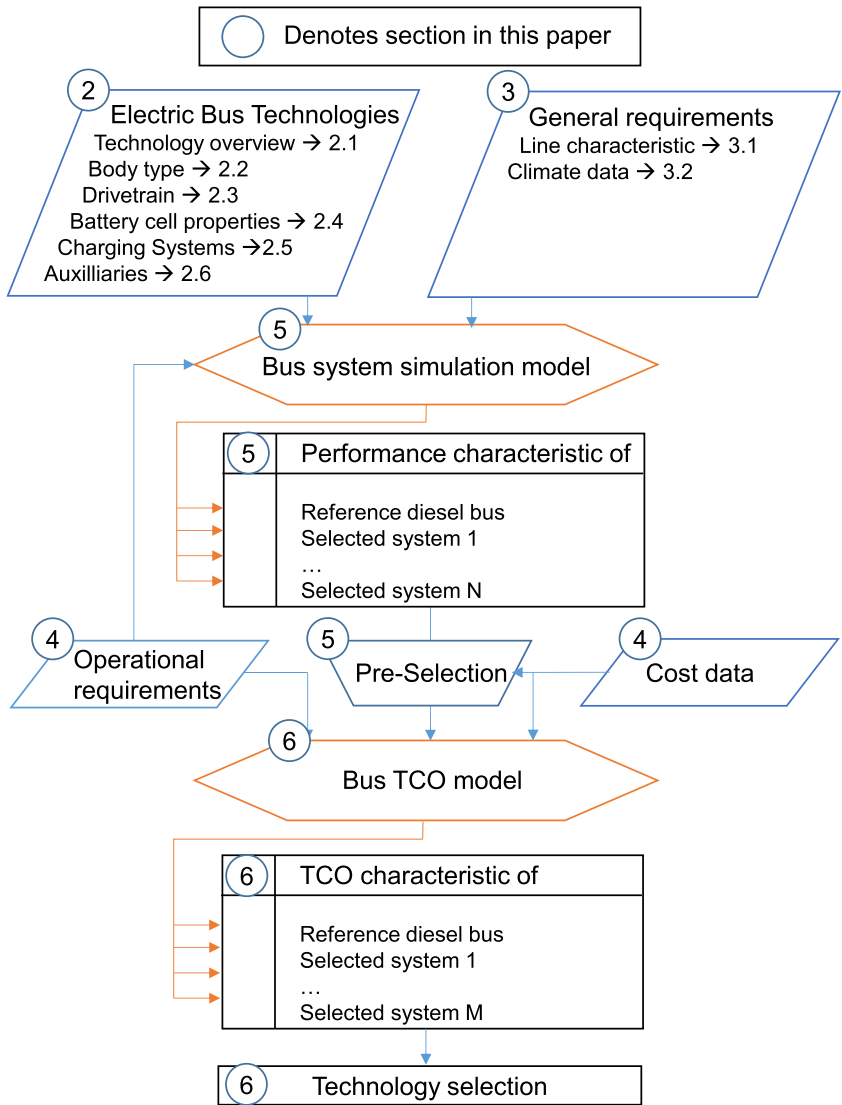 Denotes section in this paper
2
Electric Bus Technologies
Technology overview → 2.1
Body type → 2.2
Drivetrain → 2.3
Battery cell properties → 2.4
Charging Systems →2.5
Auxilliaries → 2.6
3
General requirements
Line characteristic → 3.1
Climate data → 3.2
5
Bus system simulation model
5
Performance characteristic of
Reference diesel bus
Selected system 1
...
Selected system N
4
Operational
requirements
5
Pre-Selection
4
Cost data
6
Bus TCO model
6
TCO characteristic of
Reference diesel bus
Selected system 1
...
Selected system M
6
Technology selection